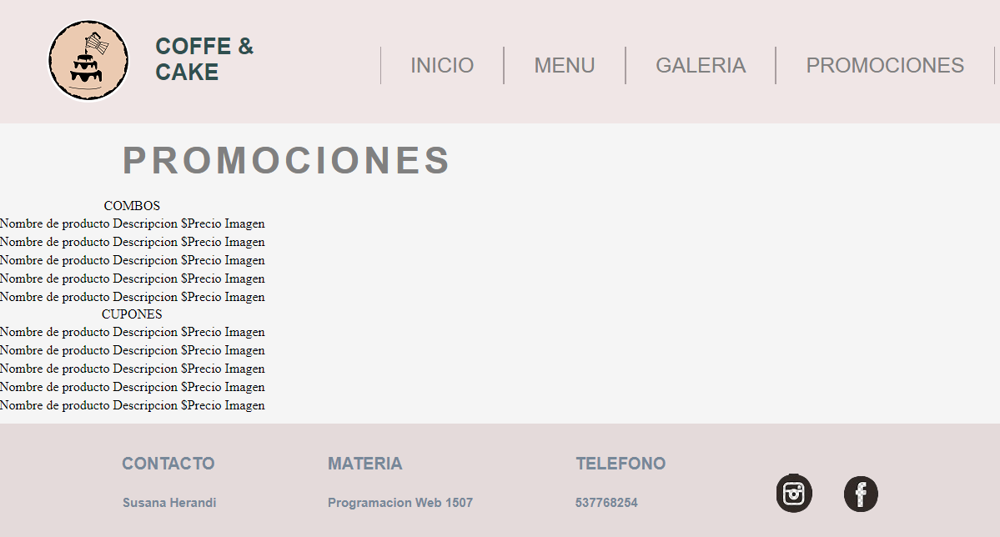 COFFE &
CAKE
INICIO
MENU
GALERIA
PROMOCIONES
PROMOCIONES
COMBOS
Nombre de producto Descripcion $Precio Imagen
Nombre de producto Descripcion $Precio Imagen
Nombre de producto Descripcion $Precio Imagen
Nombre de producto Descripcion $Precio Imagen
Nombre de producto Descripcion $Precio Imagen
CUPONES
Nombre de producto Descripcion $Precio Imagen
Nombre de producto Descripcion $Precio Imagen
Nombre de producto Descripcion $Precio Imagen
Nombre de producto Descripcion $Precio Imagen
Nombre de producto Descripcion $Precio Imagen
CONTACTO
Susana Herandi
MATERIA
Programacion Web 1507
TELEFONO
537768254